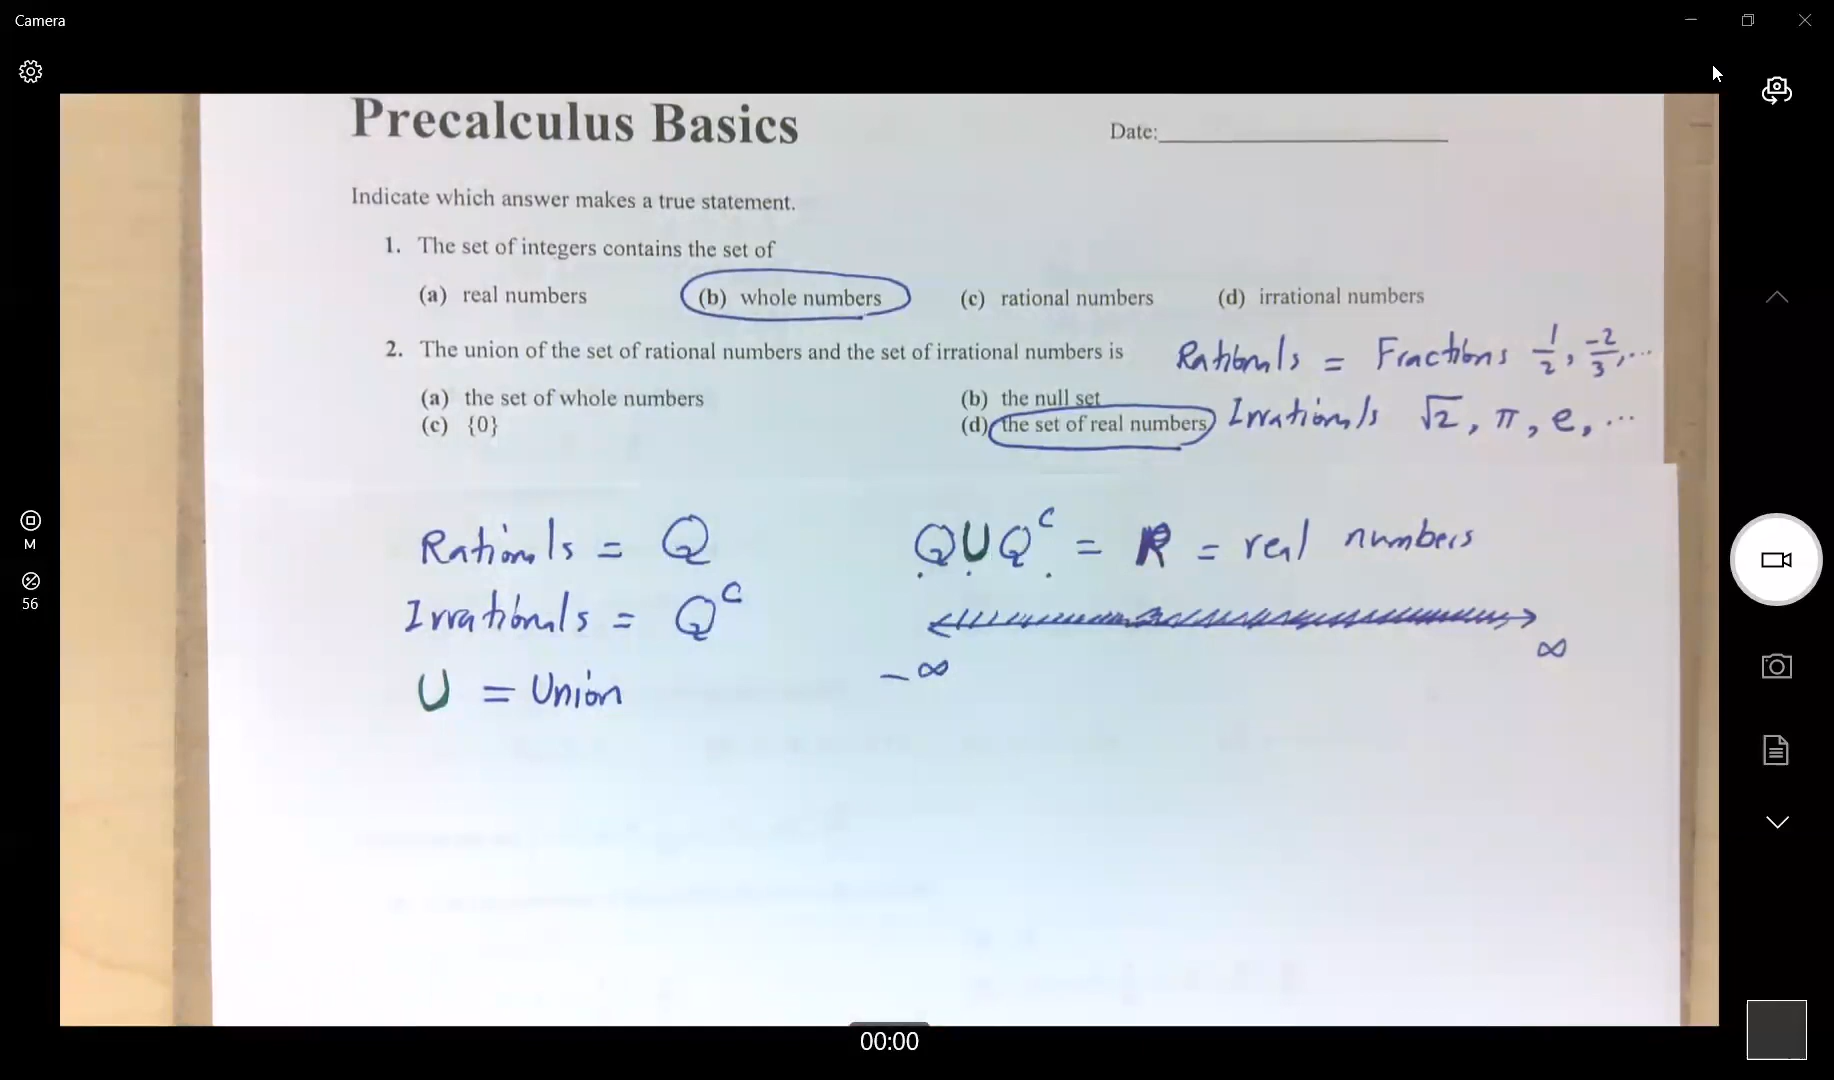 Camera
Precalculus Basics
Date:
Indicate which answer makes a true statement.
1. The set of integers contains the set of
(a) real numbers (b) whole numbers (c) rational numbers (d) irrational numbers
2. The union of the set of rational numbers and the set of irrational numbers is
Rationals = Fractions 1/2, -2/3, ...
(a) the set of whole numbers (b) the null set
(c) {0} (d) the set of real numbers
Irrationals √2, π, e, ...
Rationals = Q
Q U Q^c = R = real numbers
Irrationals = Q^c
-∞ ∞
U = Union
M
56
00:00